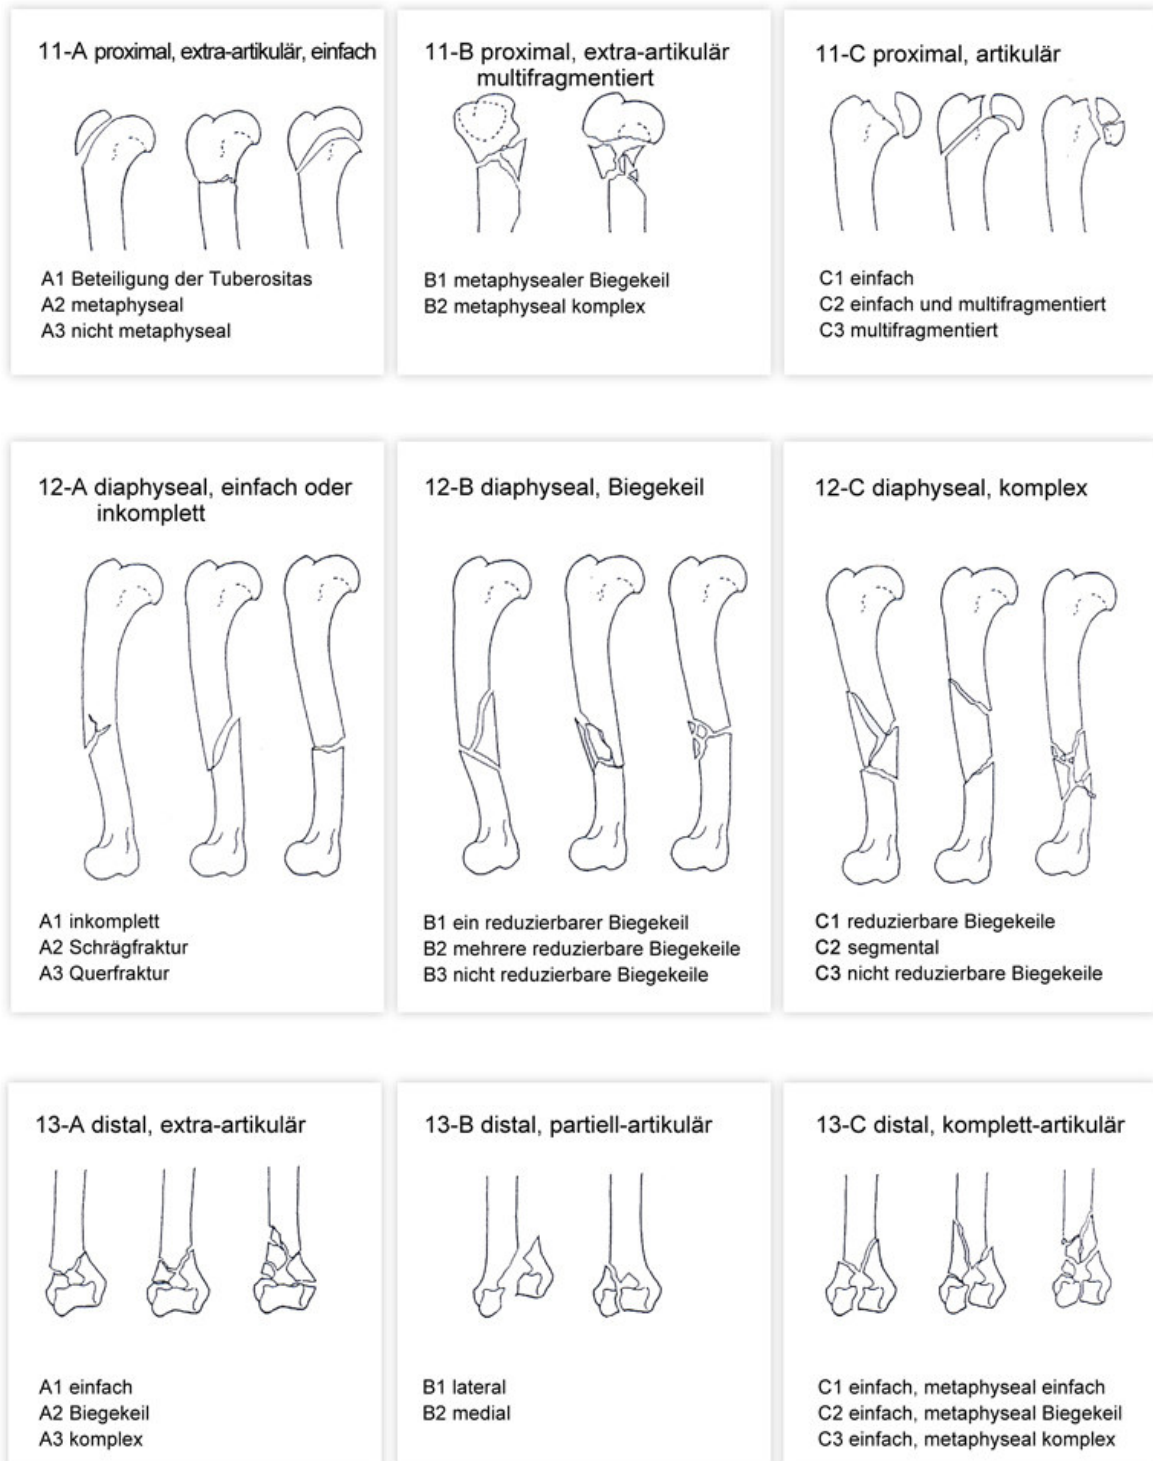 11-A proximal, extra-artikulär, einfach
A1 Beteiligung der Tuberositas
A2 metaphyseal
A3 nicht metaphyseal
11-B proximal, extra-artikulär
multifragmentiert
B1 metaphysealer Biegekeil
B2 metaphyseal komplex
11-C proximal, artikulär
C1 einfach
C2 einfach und multifragmentiert
C3 multifragmentiert
12-A diaphyseal, einfach oder
inkomplett
A1 inkomplett
A2 Schrägfraktur
A3 Querfraktur
12-B diaphyseal, Biegekeil
B1 ein reduzierbarer Biegekeil
B2 mehrere reduzierbare Biegekeile
B3 nicht reduzierbare Biegekeile
12-C diaphyseal, komplex
C1 reduzierbare Biegekeile
C2 segmental
C3 nicht reduzierbare Biegekeile
13-A distal, extra-artikulär
A1 einfach
A2 Biegekeil
A3 komplex
13-B distal, partiell-artikulär
B1 lateral
B2 medial
13-C distal, komplett-artikulär
C1 einfach, metaphyseal einfach
C2 einfach, metaphyseal Biegekeil
C3 einfach, metaphyseal komplex